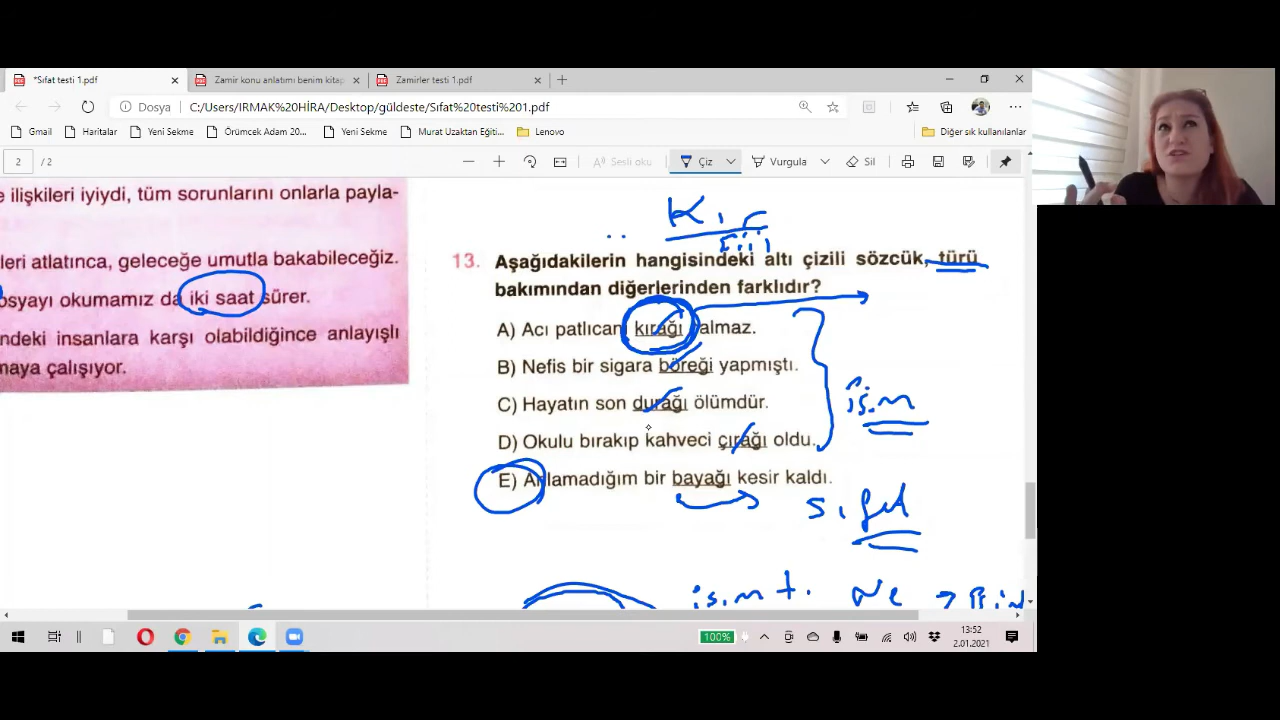 *Sıfat testi 1.pdf
Zamir konu anlatımı benim kitap
Zamirler testi 1.pdf
Dosya
C:/Users/IRMAK%20HİRA/Desktop/güldeste/Sıfat%20testi%201.pdf
Gmail
Haritalar
Yeni Sekme
Örümcek Adam 20...
Yeni Sekme
Murat Uzaktan Eğiti...
Lenovo
Diğer sık kullanılanlar
2 / 2
Sesli oku
Çiz
Vurgula
Sil
e ilişkileri iyiydi, tüm sorunlarını onlarla payla-
leri atlatınca, geleceğe umutla bakabileceğiz.
osyayı okumamız da iki saat sürer.
ndeki insanlara karşı olabildiğince anlayışlı
maya çalışıyor.
Kır
Fiil
13. Aşağıdakilerin hangisindeki altı çizili sözcük, türü
bakımından diğerlerinden farklıdır?
A) Acı patlıcanı kırağı çalmaz.
B) Nefis bir sigara böreği yapmıştı.
C) Hayatın son durağı ölümdür.
isim
D) Okulu bırakıp kahveci çırağı oldu.
E) Anlamadığım bir bayağı kesir kaldı.
sıfat
isim t. Ne
100%
13:52
2.01.2021